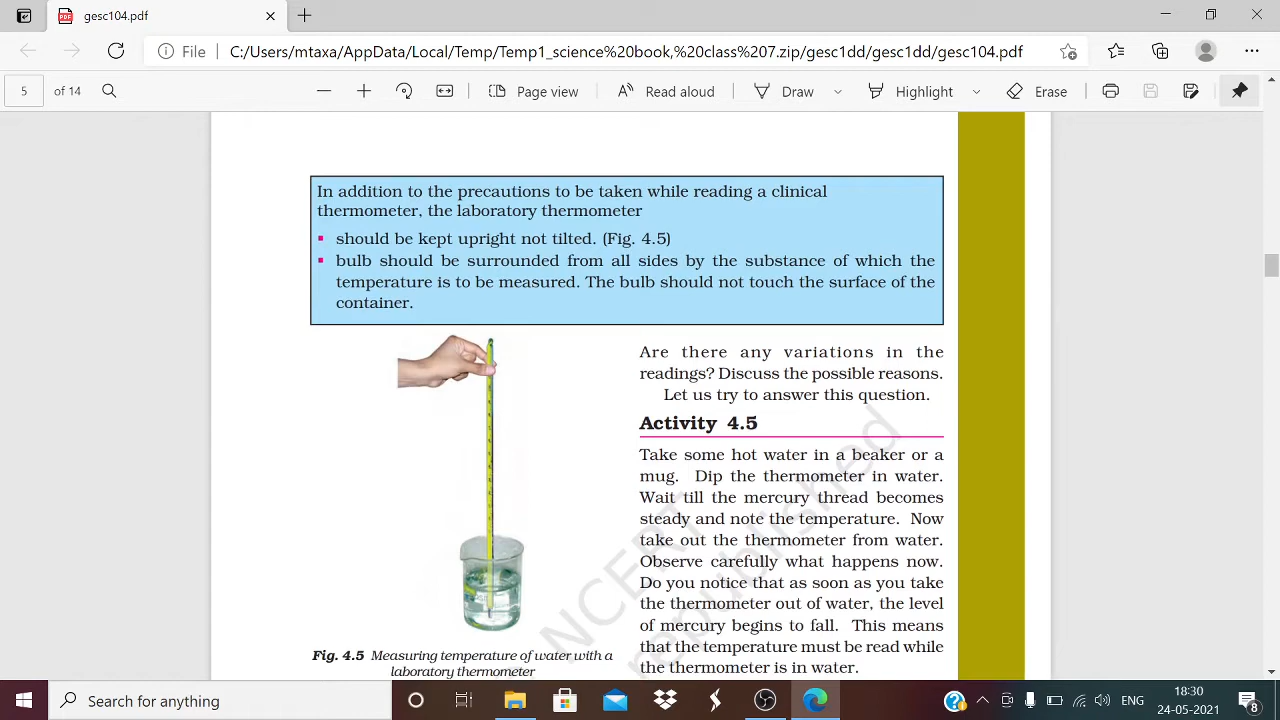 gesc104.pdf
File
C:/Users/mtaxa/AppData/Local/Temp/Temp1_science%20book,%20class%207.zip/gesc1dd/gesc1dd/gesc104.pdf
5 of 14
Page view
Read aloud
Draw
Highlight
Erase
In addition to the precautions to be taken while reading a clinical
thermometer, the laboratory thermometer
▪ should be kept upright not tilted. (Fig. 4.5)
▪ bulb should be surrounded from all sides by the substance of which the
temperature is to be measured. The bulb should not touch the surface of the
container.
Fig. 4.5 Measuring temperature of water with a
laboratory thermometer
Are there any variations in the
readings? Discuss the possible reasons.
Let us try to answer this question.
Activity 4.5
Take some hot water in a beaker or a
mug. Dip the thermometer in water.
Wait till the mercury thread becomes
steady and note the temperature. Now
take out the thermometer from water.
Observe carefully what happens now.
Do you notice that as soon as you take
the thermometer out of water, the level
of mercury begins to fall. This means
that the temperature must be read while
the thermometer is in water.
NCERT
republished
Search for anything
ENG
18:30
24-05-2021
8